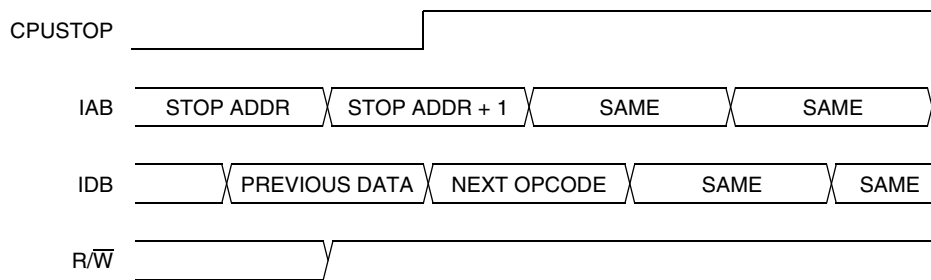 CPUSTOP
IAB STOP ADDR STOP ADDR + 1 SAME SAME
IDB PREVIOUS DATA NEXT OPCODE SAME SAME
R/W̅